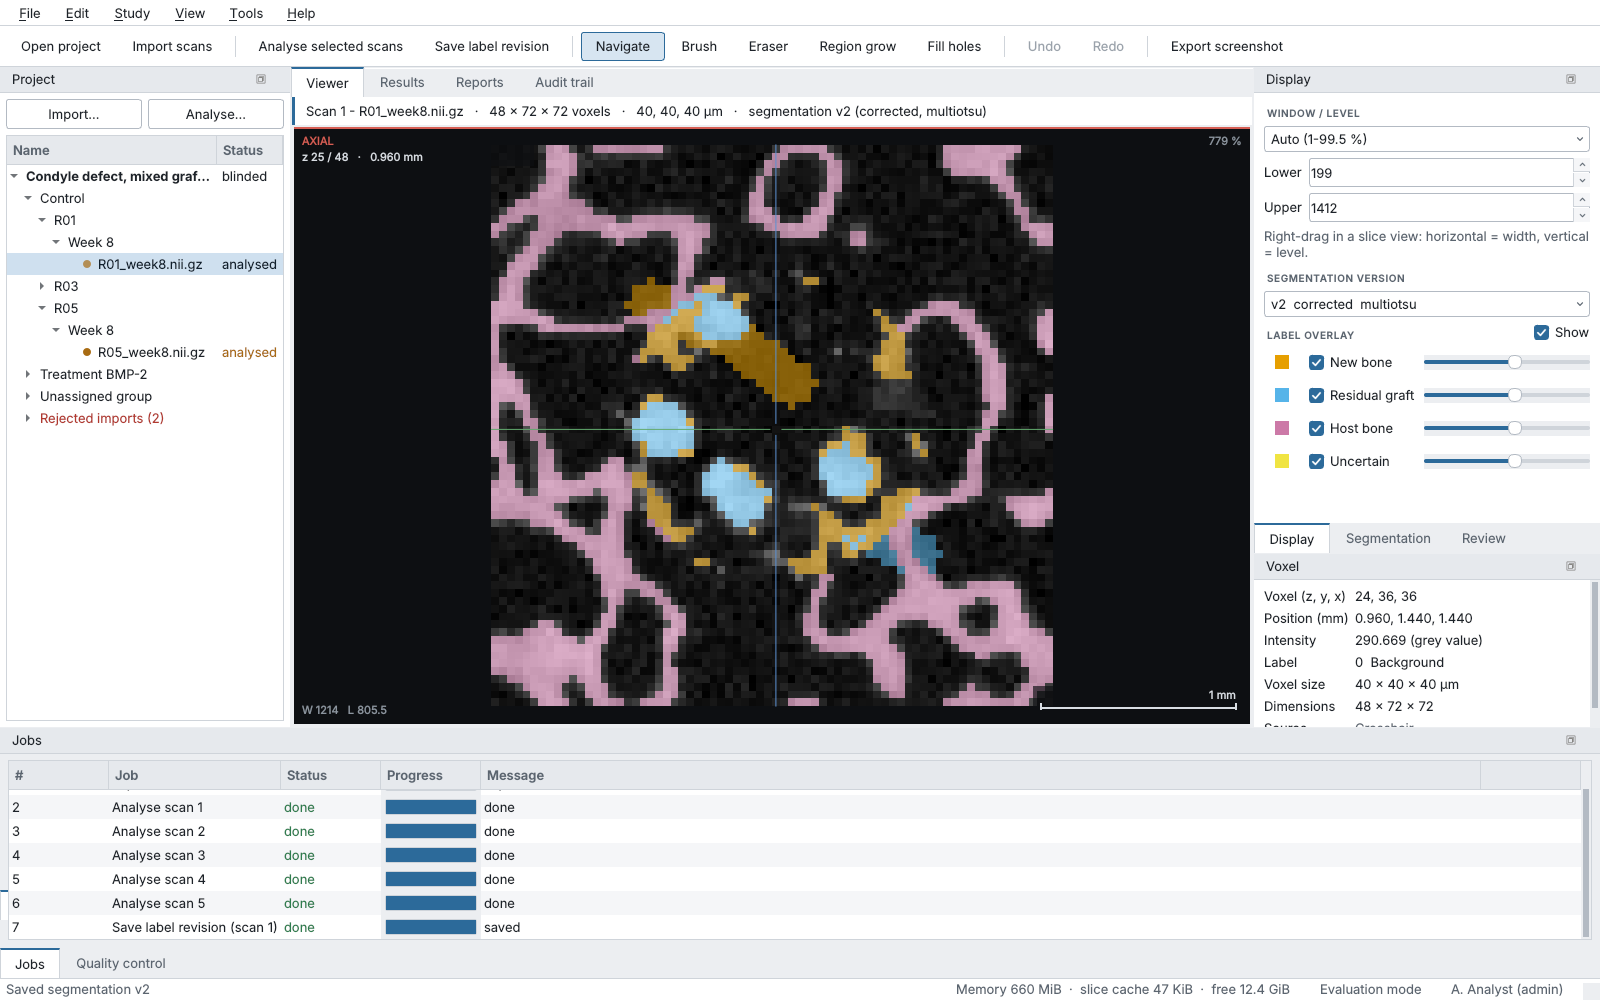 File Edit Study View Tools Help
Open project Import scans Analyse selected scans Save label revision Navigate Brush Eraser Region grow Fill holes Undo Redo Export screenshot
Project
Import... Analyse...
Name Status
Condyle defect, mixed graf... blinded
Control
R01
Week 8
R01_week8.nii.gz analysed
R03
R05
Week 8
R05_week8.nii.gz analysed
Treatment BMP-2
Unassigned group
Rejected imports (2)
Viewer Results Reports Audit trail
Scan 1 - R01_week8.nii.gz · 48 × 72 × 72 voxels · 40, 40, 40 µm · segmentation v2 (corrected, multiotsu)
AXIAL
z 25 / 48 · 0.960 mm
779 %
W 1214 L 805.5
1 mm
Display
WINDOW / LEVEL
Auto (1-99.5 %)
Lower 199
Upper 1412
Right-drag in a slice view: horizontal = width, vertical
= level.
SEGMENTATION VERSION
v2 corrected multiotsu
LABEL OVERLAY Show
New bone
Residual graft
Host bone
Uncertain
Display Segmentation Review
Voxel
Voxel (z, y, x) 24, 36, 36
Position (mm) 0.960, 1.440, 1.440
Intensity 290.669 (grey value)
Label 0 Background
Voxel size 40 × 40 × 40 µm
Dimensions 48 × 72 × 72
Jobs
# Job Status Progress Message
2 Analyse scan 1 done done
3 Analyse scan 2 done done
4 Analyse scan 3 done done
5 Analyse scan 4 done done
6 Analyse scan 5 done done
7 Save label revision (scan 1) done saved
Jobs Quality control
Saved segmentation v2
Memory 660 MiB · slice cache 47 KiB · free 12.4 GiB Evaluation mode A. Analyst (admin)